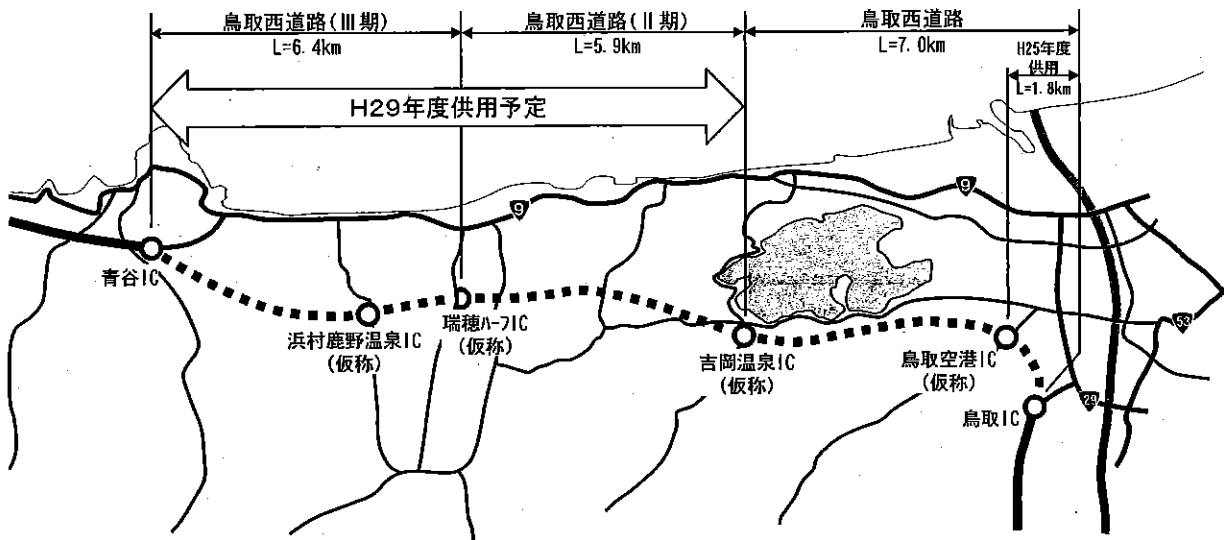 鳥取西道路(Ⅲ期)
L=6.4km
鳥取西道路(Ⅱ期)
L=5.9km
鳥取西道路
L=7.0km
H25年度
供用
L=1.8km
H29年度供用予定
9
9
青谷IC
浜村鹿野温泉IC
(仮称)
瑞穂ハーフIC
(仮称)
吉岡温泉IC
(仮称)
鳥取空港IC
(仮称)
鳥取IC
53
29